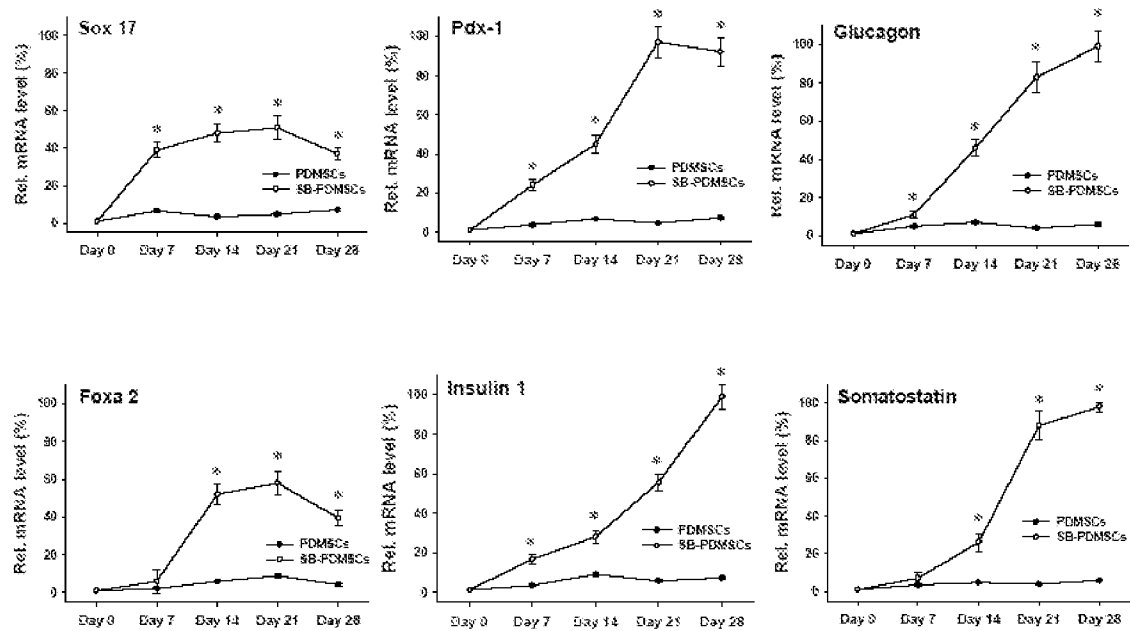 Sox 17
Rel. mRNA level (%)
100
80
60
40
20
0
* * * *
PDMSCs
SB-PDMSCs
Day 0 Day 7 Day 14 Day 21 Day 28
Pdx-1
Rel. mRNA level (%)
100
80
60
40
20
0
* * * *
PDMSCs
SB-PDMSCs
Day 0 Day 7 Day 14 Day 21 Day 28
Glucagon
Rel. mRNA level (%)
100
80
60
40
20
0
* * * *
PDMSCs
SB-PDMSCs
Day 0 Day 7 Day 14 Day 21 Day 28
Foxa 2
Rel. mRNA level (%)
100
80
60
40
20
0
* * *
PDMSCs
SB-PDMSCs
Day 0 Day 7 Day 14 Day 21 Day 28
Insulin 1
Rel. mRNA level (%)
100
80
60
40
20
0
* * * *
PDMSCs
SB-PDMSCs
Day 0 Day 7 Day 14 Day 21 Day 28
Somatostatin
Rel. mRNA level (%)
100
80
60
40
20
0
* * *
PDMSCs
SB-PDMSCs
Day 0 Day 7 Day 14 Day 21 Day 28